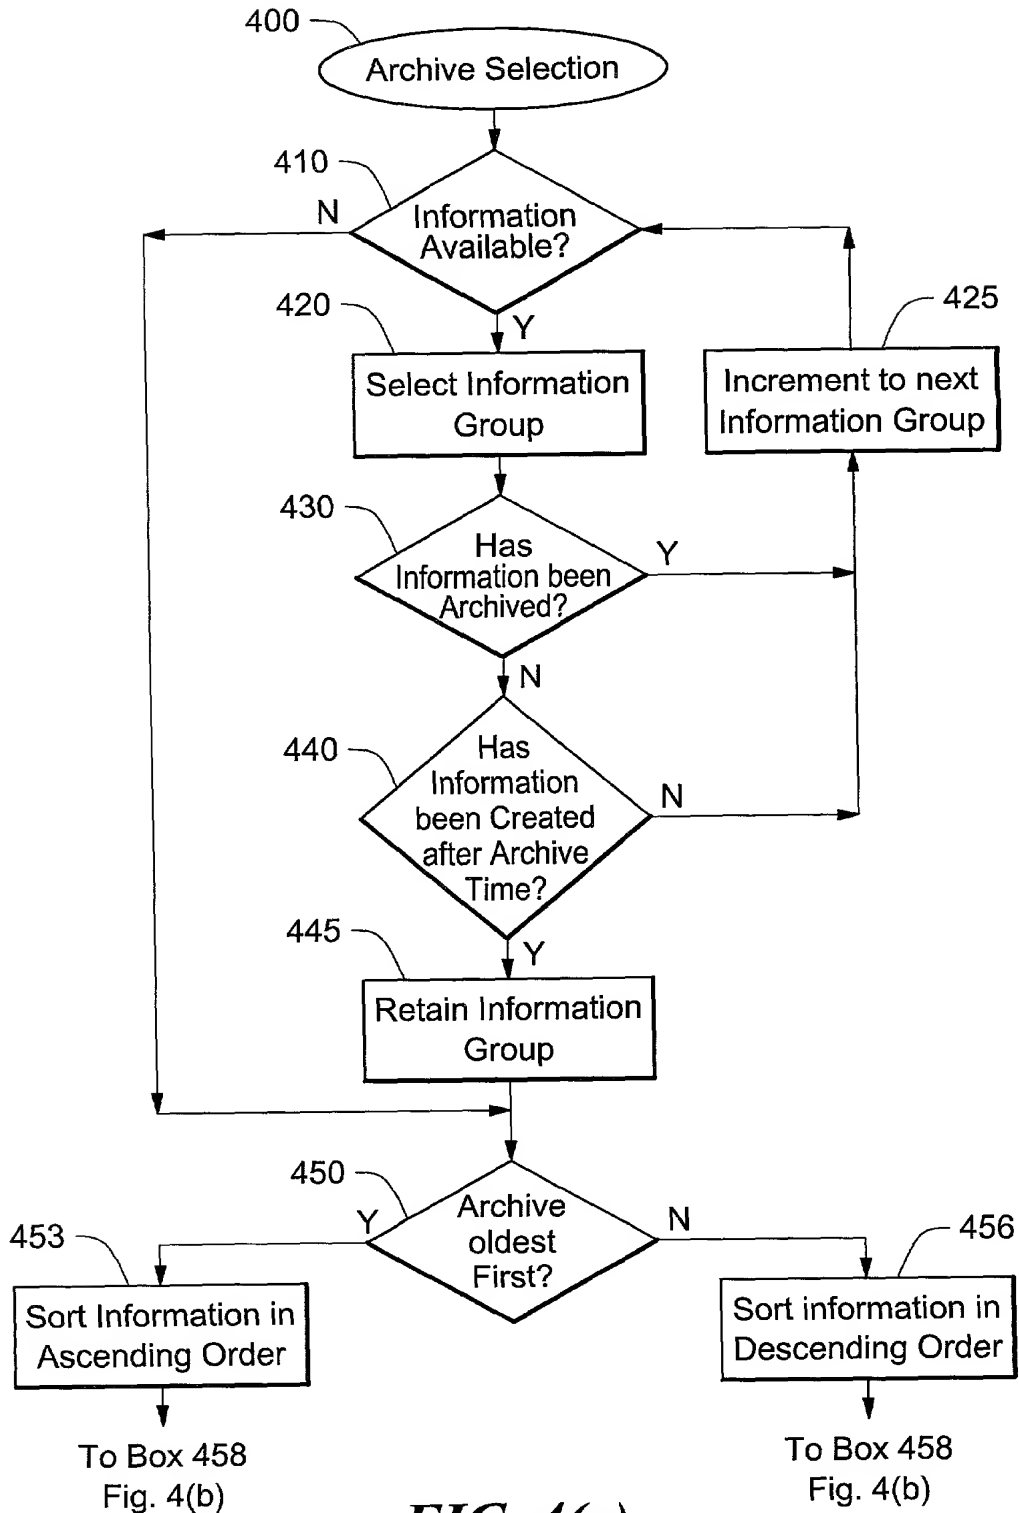 400
Archive Selection
410
N
Information
Available?
420
Y
425
Select Information
Group
Increment to next
Information Group
430
Has
Information been
Archived?
Y
N
440
Has
Information
been Created
after Archive
Time?
N
445
Y
Retain Information
Group
450
Archive
oldest
First?
Y
N
453
456
Sort Information in
Ascending Order
Sort information in
Descending Order
To Box 458
Fig. 4(b)
To Box 458
Fig. 4(b)